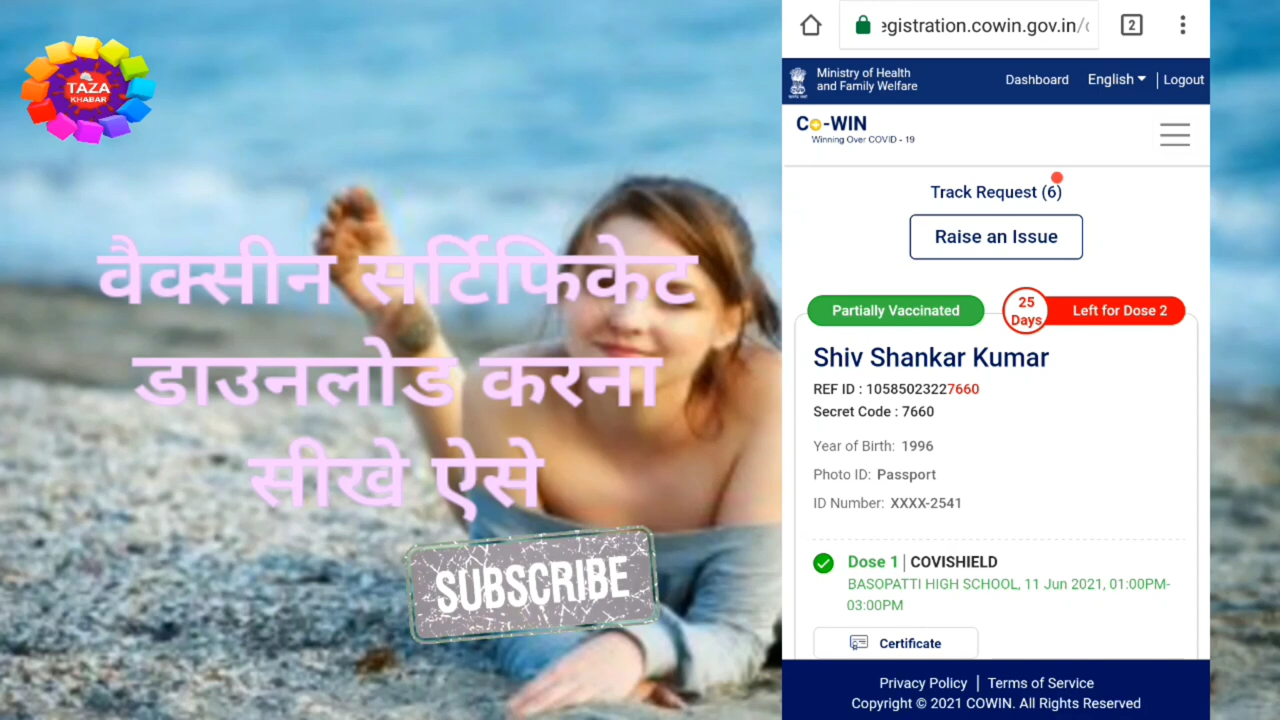 TAZA
KHABAR
वैक्सीन सर्टिफिकेट
डाउनलोड करना
सीखे ऐसे
SUBSCRIBE
egistration.cowin.gov.in/
2
Ministry of Health
and Family Welfare
Dashboard English Logout
Co-WIN
Winning Over COVID - 19
Track Request (6)
Raise an Issue
Partially Vaccinated
25
Days
Left for Dose 2
Shiv Shankar Kumar
REF ID : 10585023227660
Secret Code : 7660
Year of Birth: 1996
Photo ID: Passport
ID Number: XXXX-2541
Dose 1 | COVISHIELD
BASOPATTI HIGH SCHOOL, 11 Jun 2021, 01:00PM-
03:00PM
Certificate
Privacy Policy | Terms of Service
Copyright © 2021 COWIN. All Rights Reserved